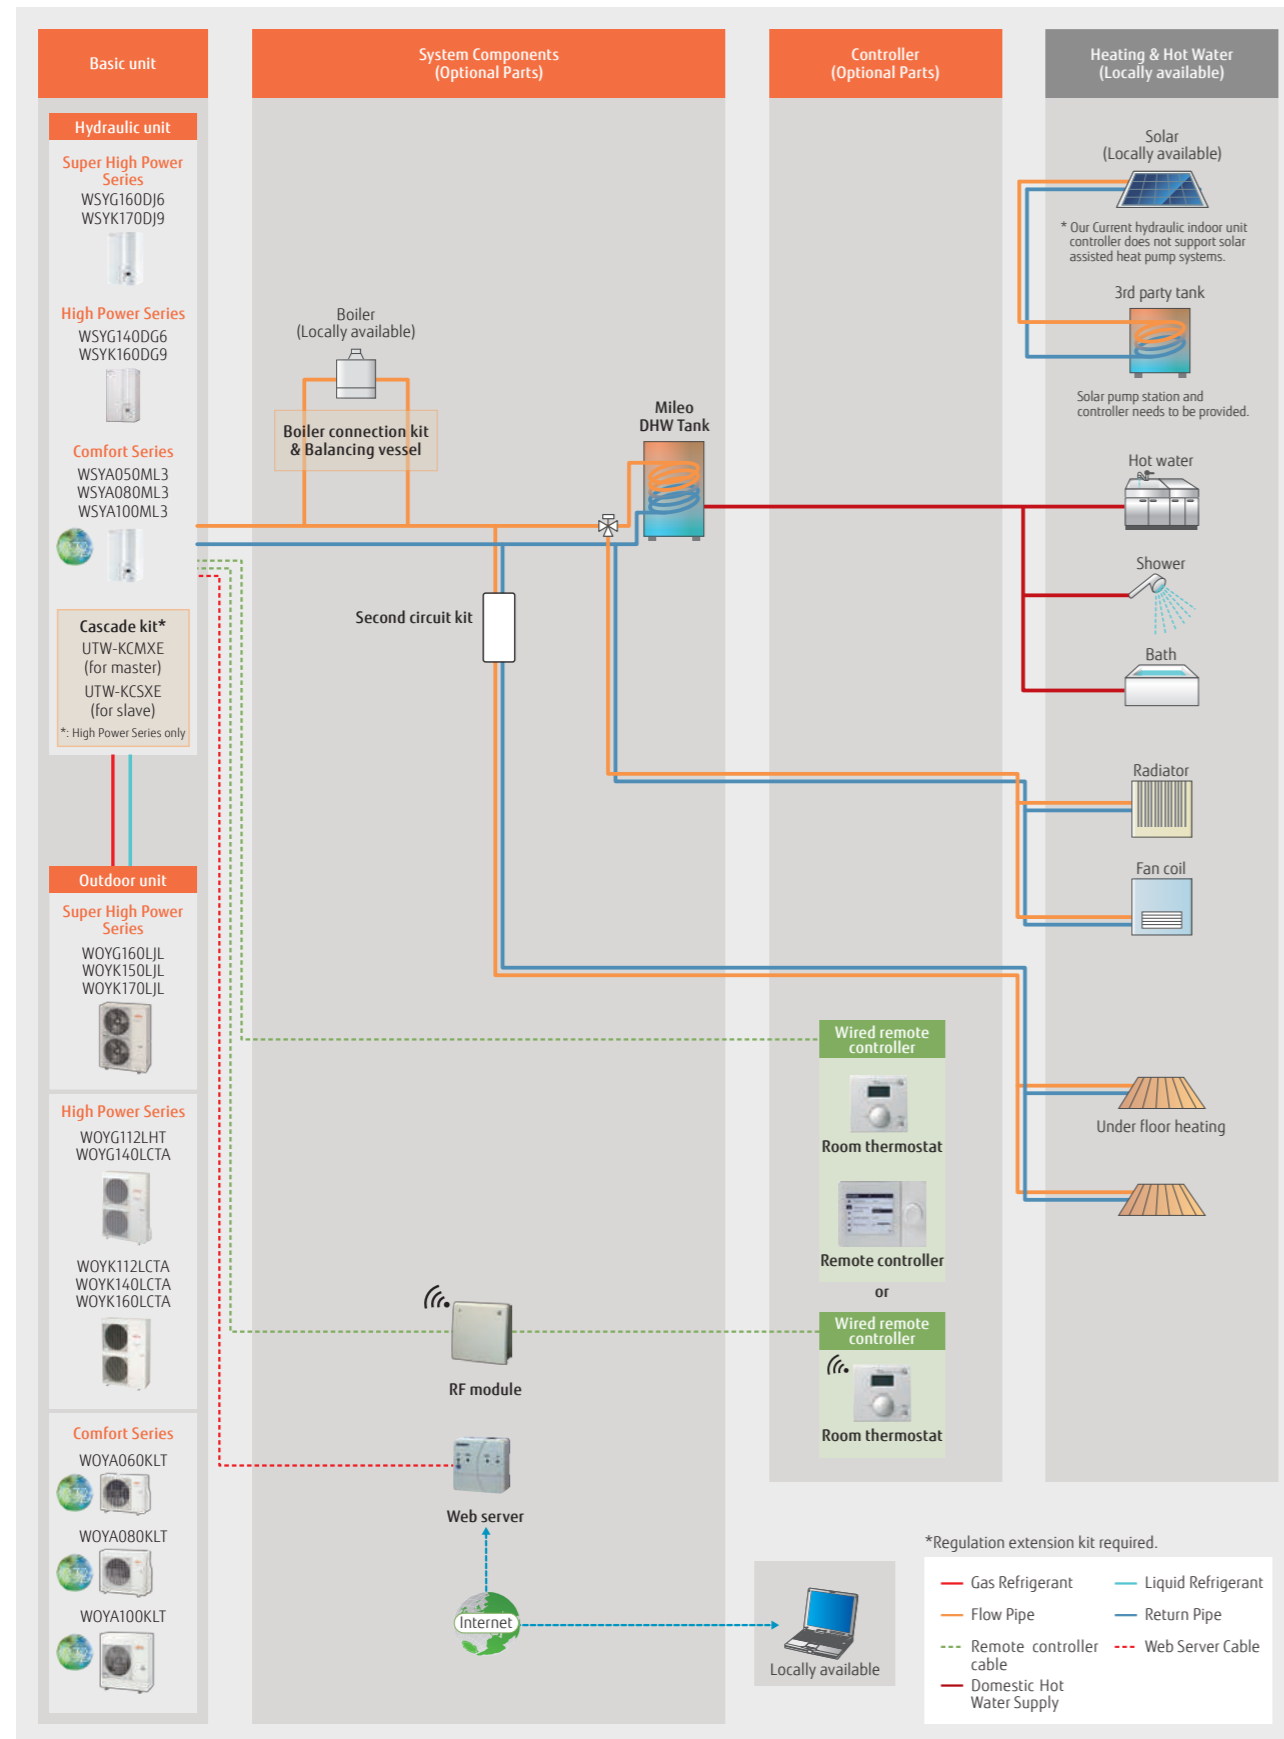 Basic unit
System Components
(Optional Parts)
Controller
(Optional Parts)
Heating & Hot Water
(Locally available)
Hydraulic unit
Super High Power
Series
WSYG160DJ6
WSYK170DJ9
High Power Series
WSYG140DG6
WSYK160DG9
Comfort Series
WSYA050ML3
WSYA080ML3
WSYA100ML3
Cascade kit*
UTW-KCMXE
(for master)
UTW-KCSXE
(for slave)
*: High Power Series only
Outdoor unit
Super High Power
Series
WOYG160LJL
WOYK150LJL
WOYK170LJL
High Power Series
WOYG112LHT
WOYG140LCTA
WOYK112LCTA
WOYK140LCTA
WOYK160LCTA
Comfort Series
WOYA060KLT
WOYA080KLT
WOYA100KLT
Boiler
(Locally available)
Boiler connection kit
& Balancing vessel
Mileo
DHW Tank
Second circuit kit
RF module
Web server
Internet
Locally available
Wired remote
controller
Room thermostat
Remote controller
or
Wired remote
controller
Room thermostat
Solar
(Locally available)
* Our Current hydraulic indoor unit
controller does not support solar
assisted heat pump systems.
3rd party tank
Solar pump station and
controller needs to be provided.
Hot water
Shower
Bath
Radiator
Fan coil
Under floor heating
*Regulation extension kit required.
Gas Refrigerant
Liquid Refrigerant
Flow Pipe
Return Pipe
Remote controller
cable
Web Server Cable
Domestic Hot
Water Supply